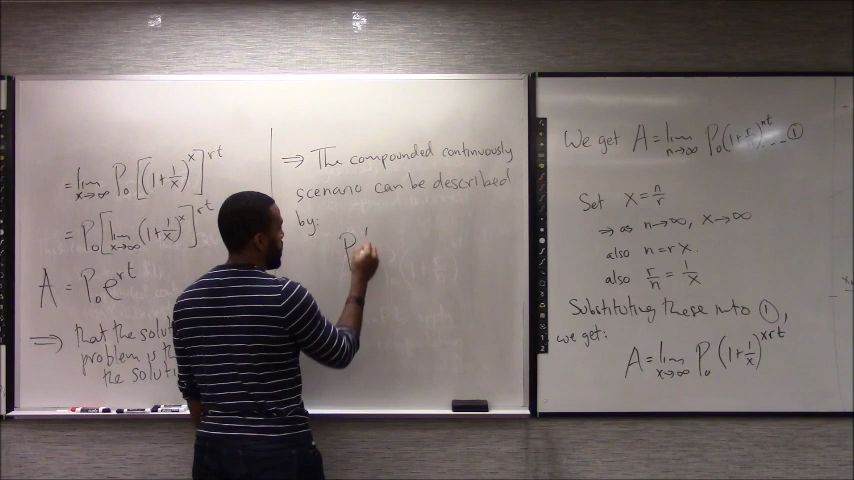 = lim x→∞ P₀ [(1+1/x)^x]^rt
= P₀ [lim x→∞ (1+1/x)^x]^rt
A = P₀e^rt
⇒ that the solu
problem is th
the soluti
⇒ The compounded continuously
scenario can be described
by:
P'
We get A = lim n→∞ P₀(1+r/n)^nt ... ①
Set x = n/r
⇒ as n→∞, x→∞
also n = rx.
also r/n = 1/x
Substituting these into ①,
we get:
A = lim x→∞ P₀ (1+1/x)^xrt